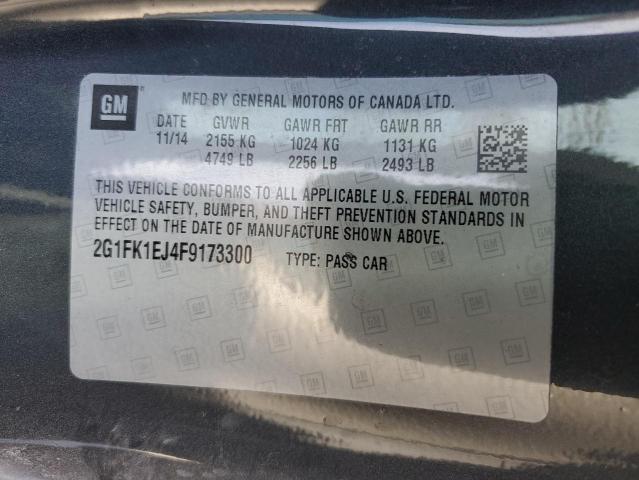 GM MFD BY GENERAL MOTORS OF CANADA LTD.
DATE GVWR GAWR FRT GAWR RR
11/14 2155 KG 1024 KG 1131 KG
4749 LB 2256 LB 2493 LB
THIS VEHICLE CONFORMS TO ALL APPLICABLE U.S. FEDERAL MOTOR
VEHICLE SAFETY, BUMPER, AND THEFT PREVENTION STANDARDS IN
EFFECT ON THE DATE OF MANUFACTURE SHOWN ABOVE.
2G1FK1EJ4F9173300 TYPE: PASS CAR